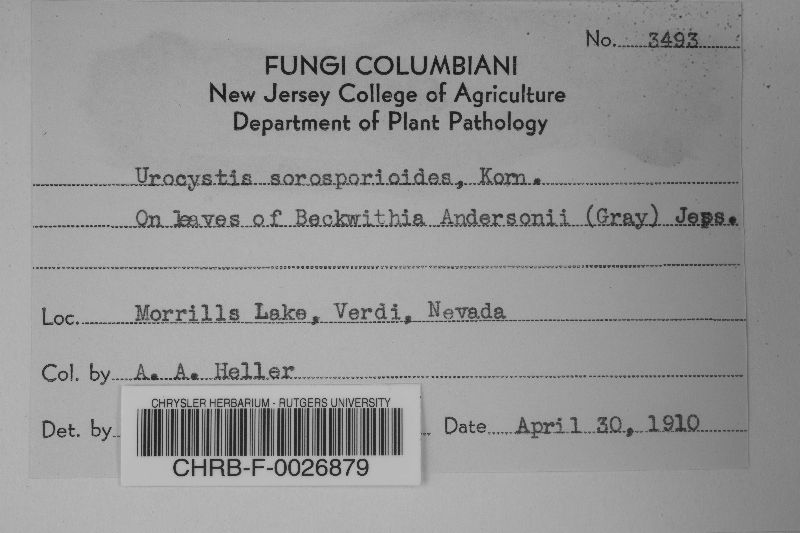 No. 3493
FUNGI COLUMBIANI
New Jersey College of Agriculture
Department of Plant Pathology
Urocystis sorosporioides, Korn.
On leaves of Beckwithia Andersonii (Gray) Jeps.
Loc. Morrills Lake, Verdi, Nevada
Col. by A. A. Heller
Det. by
Date April 30, 1910
CHRYSLER HERBARIUM - RUTGERS UNIVERSITY
CHRB-F-0026879